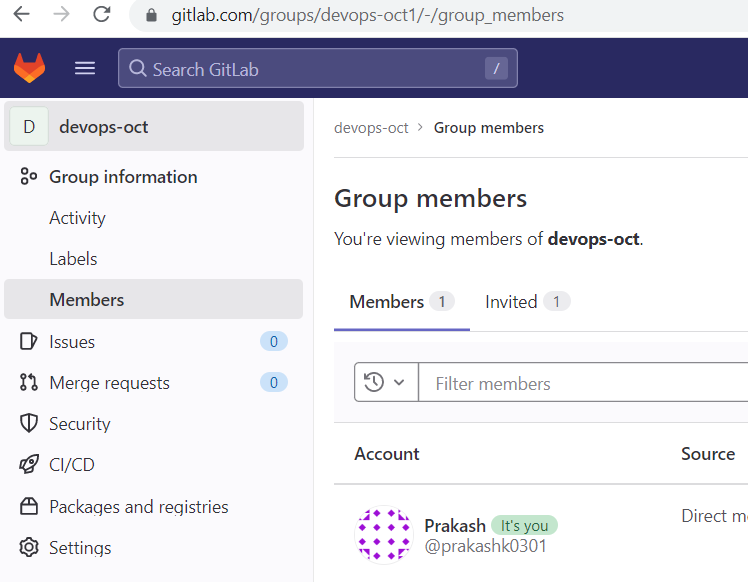 gitlab.com/groups/devops-oct1/-/group_members
Search GitLab /
D devops-oct
Group information
Activity
Labels
Members
Issues 0
Merge requests 0
Security
CI/CD
Packages and registries
Settings
devops-oct > Group members
Group members
You're viewing members of devops-oct.
Members 1 Invited 1
Filter members
Account Source
Prakash It's you
@prakashk0301
Direct m